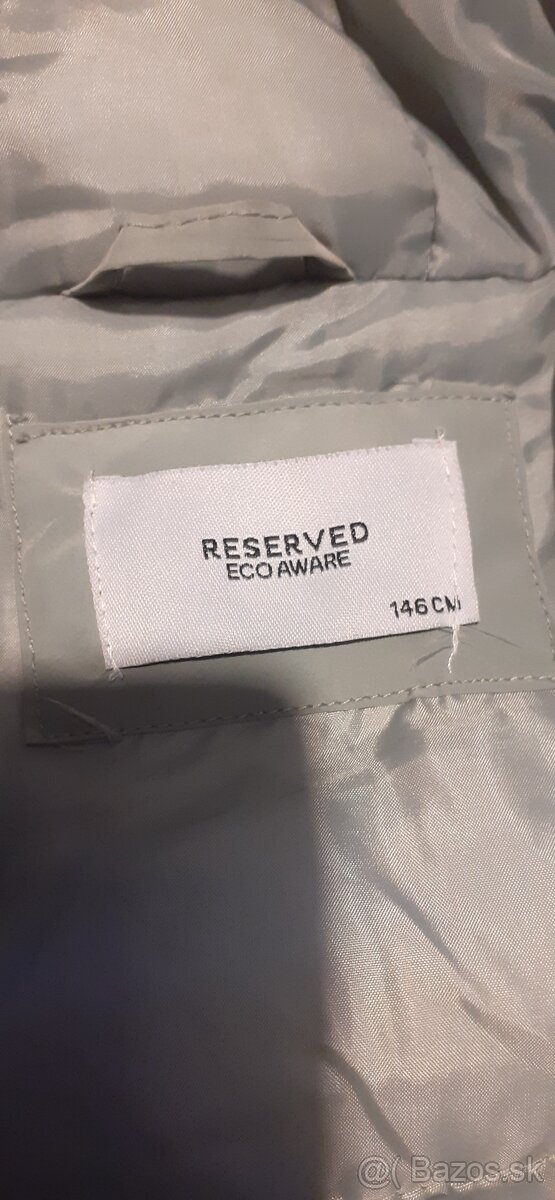 RESERVED
ECO AWARE
146 CM
@( Bazos.sk